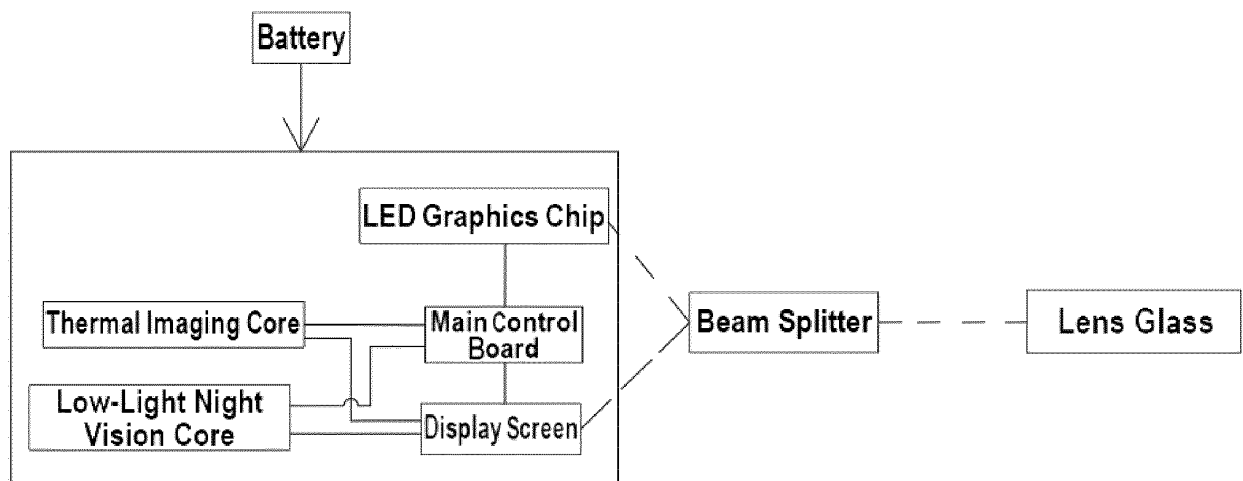 Battery
LED Graphics Chip
Thermal Imaging Core
Main Control
Board
Low-Light Night
Vision Core
Display Screen
Beam Splitter
Lens Glass